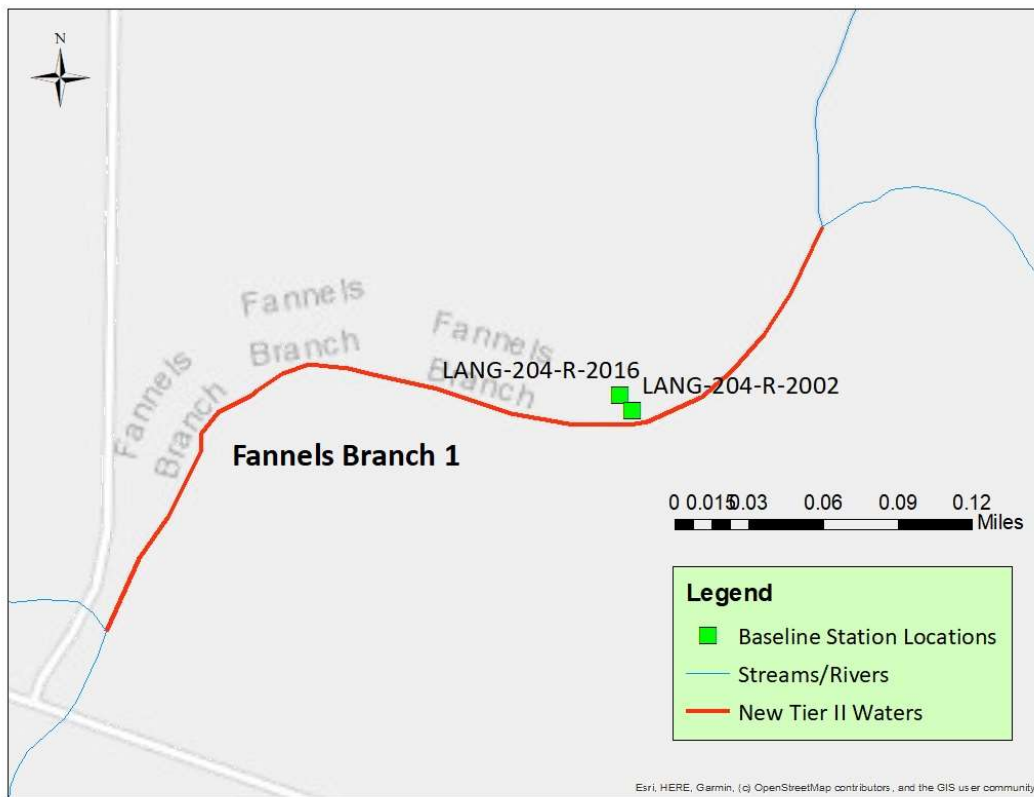 N
Fannels
Branch
Fannels
Branch
Fannels
Branch
LANG-204-R-2016
LANG-204-R-2002
Fannels Branch 1
0 0.015 0.03 0.06 0.09 0.12
Miles
Legend
Baseline Station Locations
Streams/Rivers
New Tier II Waters
Esri, HERE, Garmin, (c) OpenStreetMap contributors, and the GIS user community